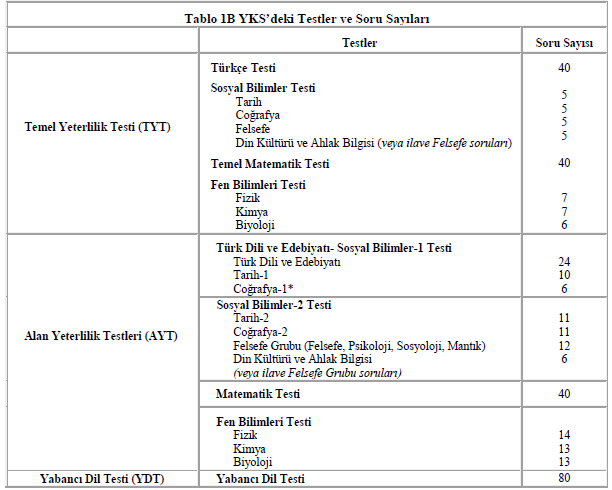 Tablo 1B YKS’deki Testler ve Soru Sayıları
Testler Soru Sayısı
Temel Yeterlilik Testi (TYT)
Türkçe Testi 40
Sosyal Bilimler Testi
Tarih 5
Coğrafya 5
Felsefe 5
Din Kültürü ve Ahlak Bilgisi (veya ilave Felsefe soruları) 5
Temel Matematik Testi 40
Fen Bilimleri Testi
Fizik 7
Kimya 7
Biyoloji 6
Alan Yeterlilik Testleri (AYT)
Türk Dili ve Edebiyatı- Sosyal Bilimler-1 Testi
Türk Dili ve Edebiyatı 24
Tarih-1 10
Coğrafya-1* 6
Sosyal Bilimler-2 Testi
Tarih-2 11
Coğrafya-2 11
Felsefe Grubu (Felsefe, Psikoloji, Sosyoloji, Mantık) 12
Din Kültürü ve Ahlak Bilgisi 6
(veya ilave Felsefe Grubu soruları)
Matematik Testi 40
Fen Bilimleri Testi
Fizik 14
Kimya 13
Biyoloji 13
Yabancı Dil Testi (YDT) Yabancı Dil Testi 80